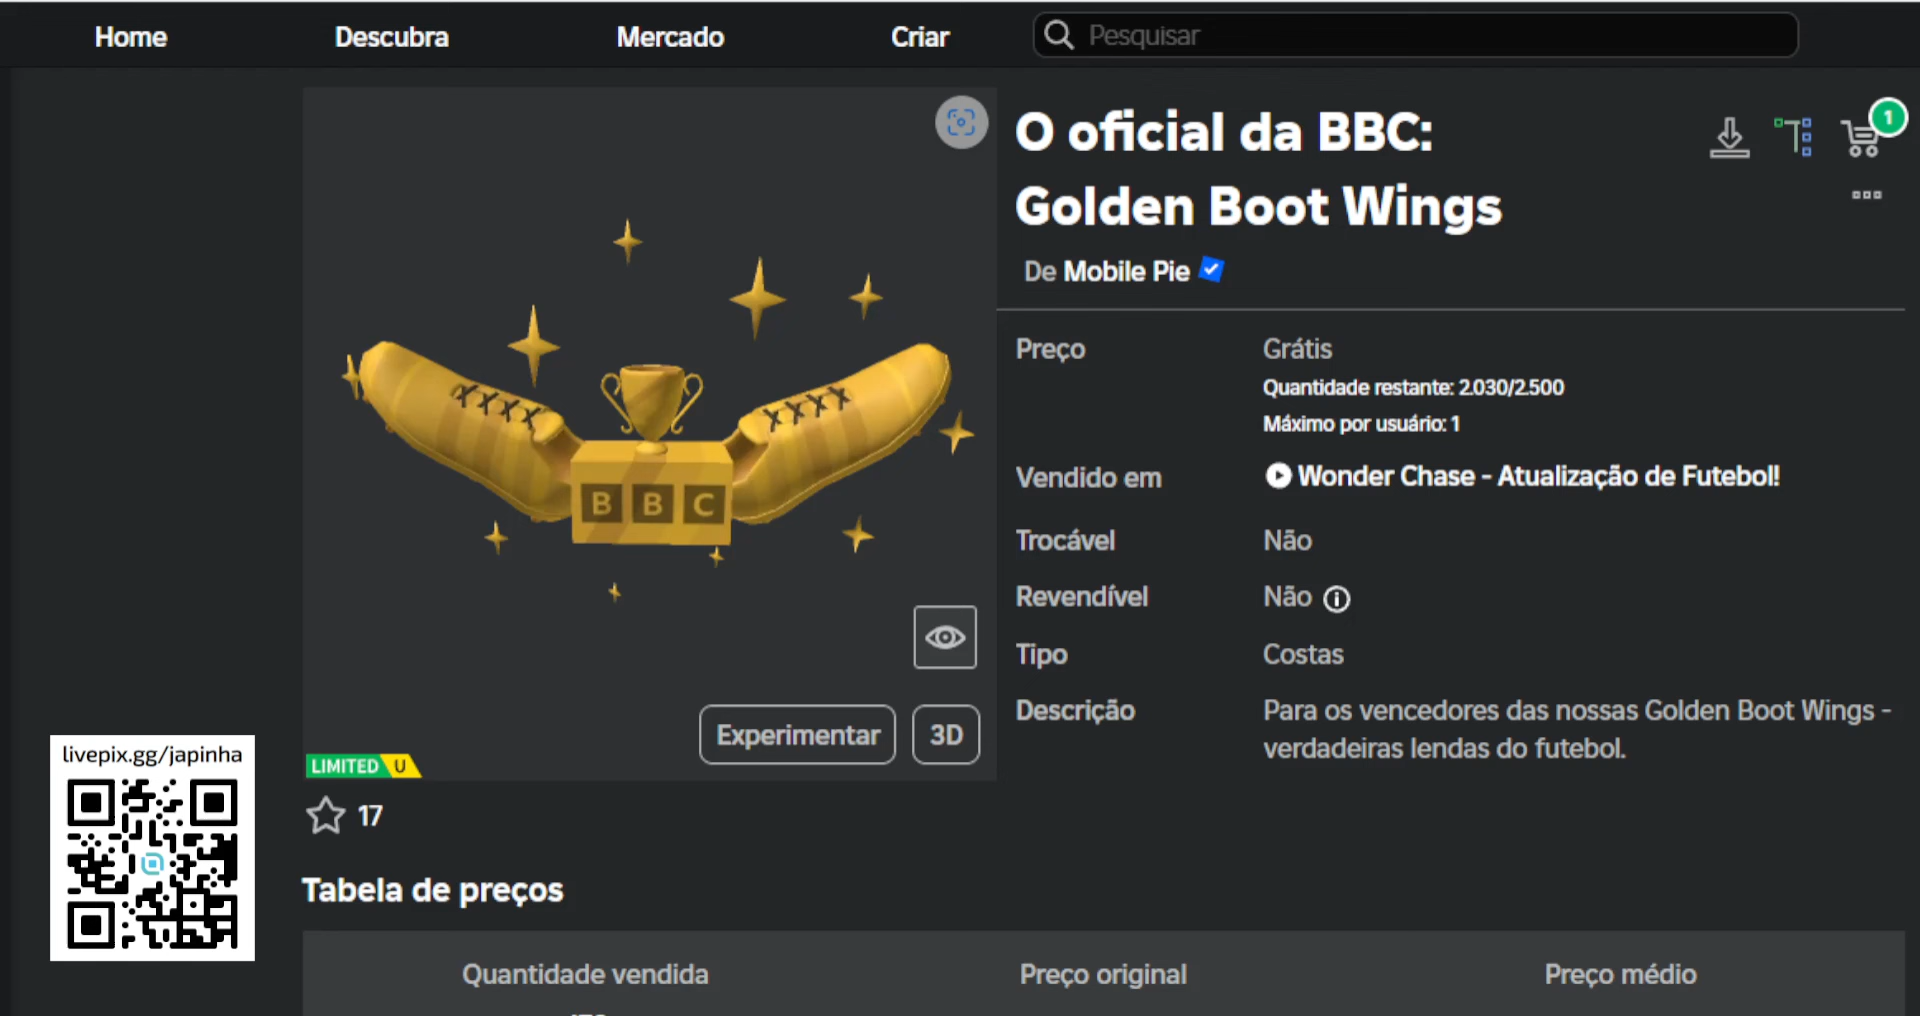 Home
Descubra
Mercado
Criar
Pesquisar
O oficial da BBC:
Golden Boot Wings
1
De Mobile Pie
Preço
Grátis
Quantidade restante: 2.030/2.500
Máximo por usuário: 1
Vendido em
Wonder Chase - Atualização de Futebol!
Trocável
Não
Revendível
Não
Tipo
Costas
Descrição
Para os vencedores das nossas Golden Boot Wings -
verdadeiras lendas do futebol.
BBC
Experimentar
3D
LIMITED U
17
livepix.gg/japinha
Tabela de preços
Quantidade vendida
Preço original
Preço médio